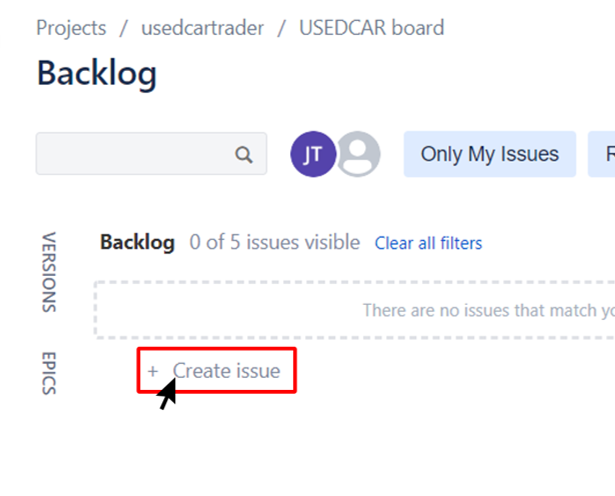 Projects / usedcartrader / USEDCAR board
Backlog
JT
Only My Issues
R
VERSIONS
Backlog 0 of 5 issues visible Clear all filters
There are no issues that match yo
EPICS
+ Create issue